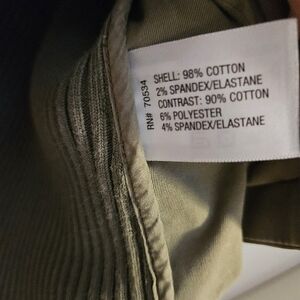 SHELL: 98% COTTON
2% SPANDEX/ELASTANE
CONTRAST: 90% COTTON
6% POLYESTER
4% SPANDEX/ELASTANE
RN# 70534